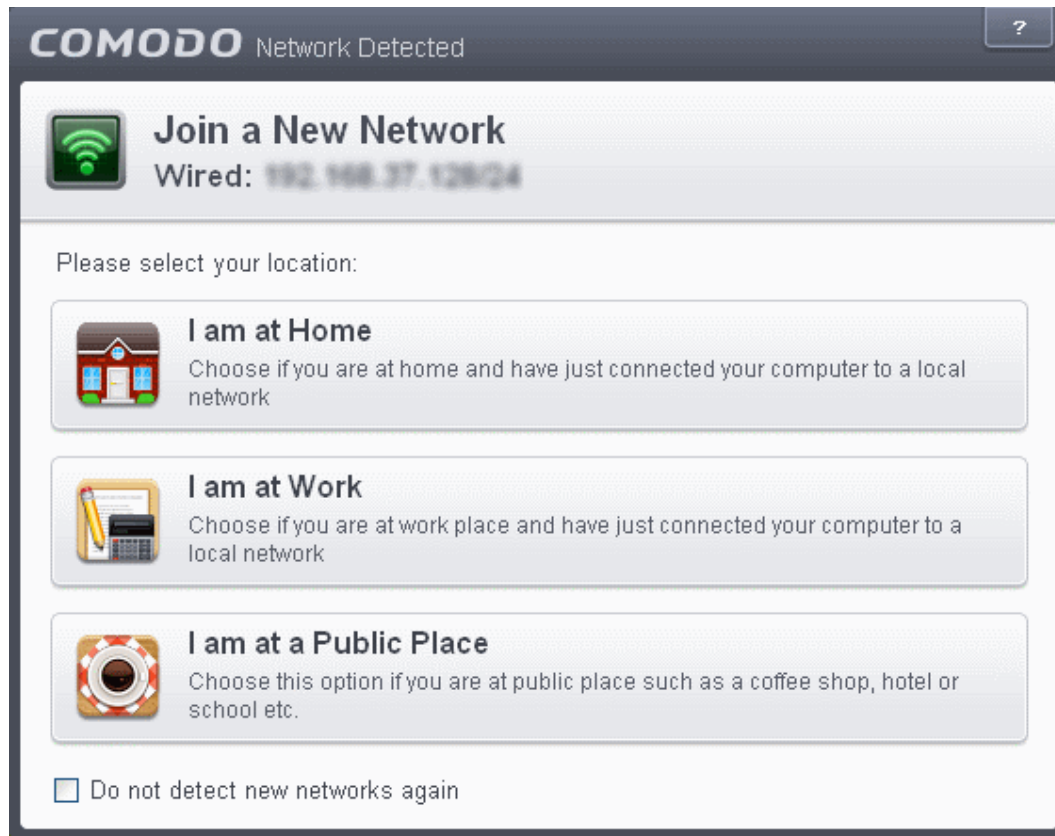 COMODO Network Detected
?
Join a New Network
Wired:
Please select your location:
I am at Home
Choose if you are at home and have just connected your computer to a local
network
I am at Work
Choose if you are at work place and have just connected your computer to a
local network
I am at a Public Place
Choose this option if you are at public place such as a coffee shop, hotel or
school etc.
Do not detect new networks again